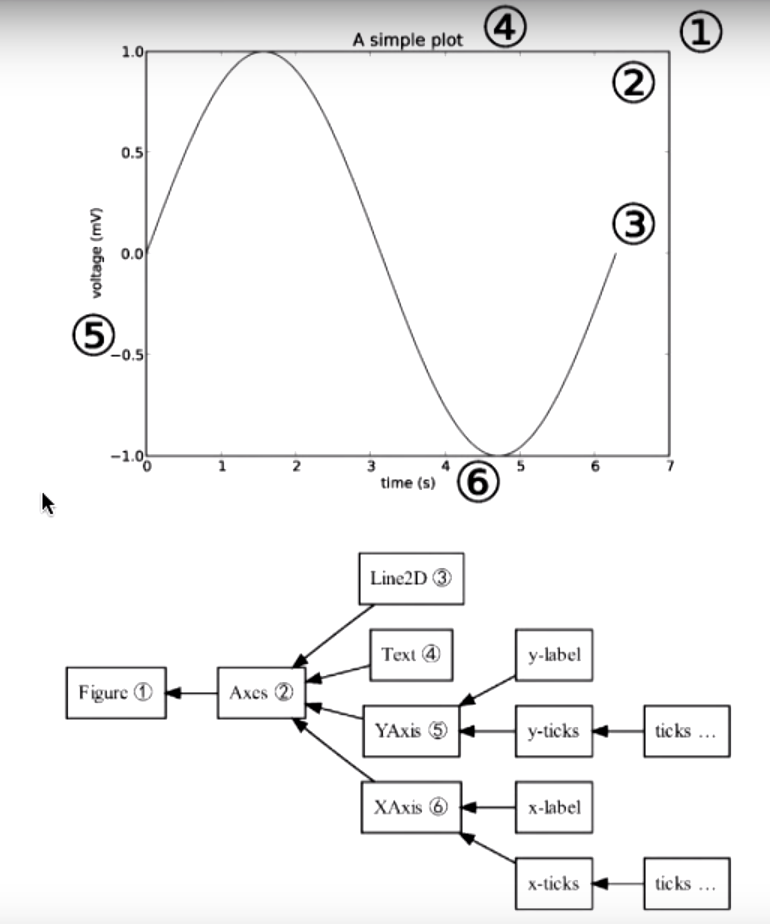 A simple plot ④ ①
1.0
②
0.5
③
0.0
voltage (mV)
⑤
−0.5
−1.0
0 1 2 3 4 5 6 7
time (s) ⑥
Line2D ③
Text ④ y-label
Figure ① Axes ②
YAxis ⑤ y-ticks ticks ...
XAxis ⑥ x-label
x-ticks ticks ...